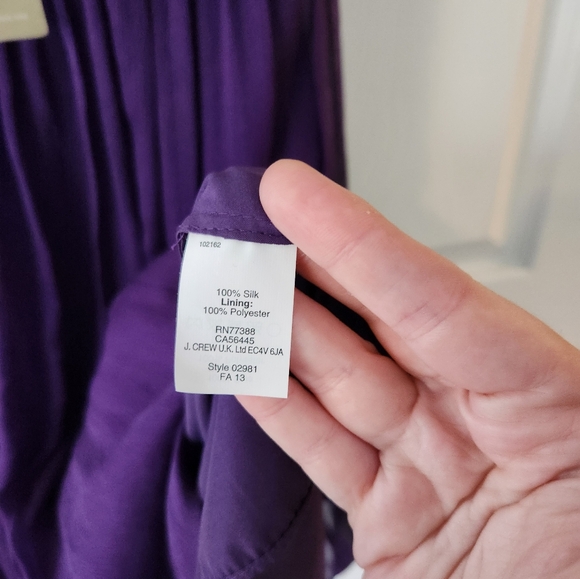 102162
100% Silk
Lining:
100% Polyester
RN77388
CA56445
J. CREW U.K. Ltd EC4V 6JA
Style 02981
FA 13